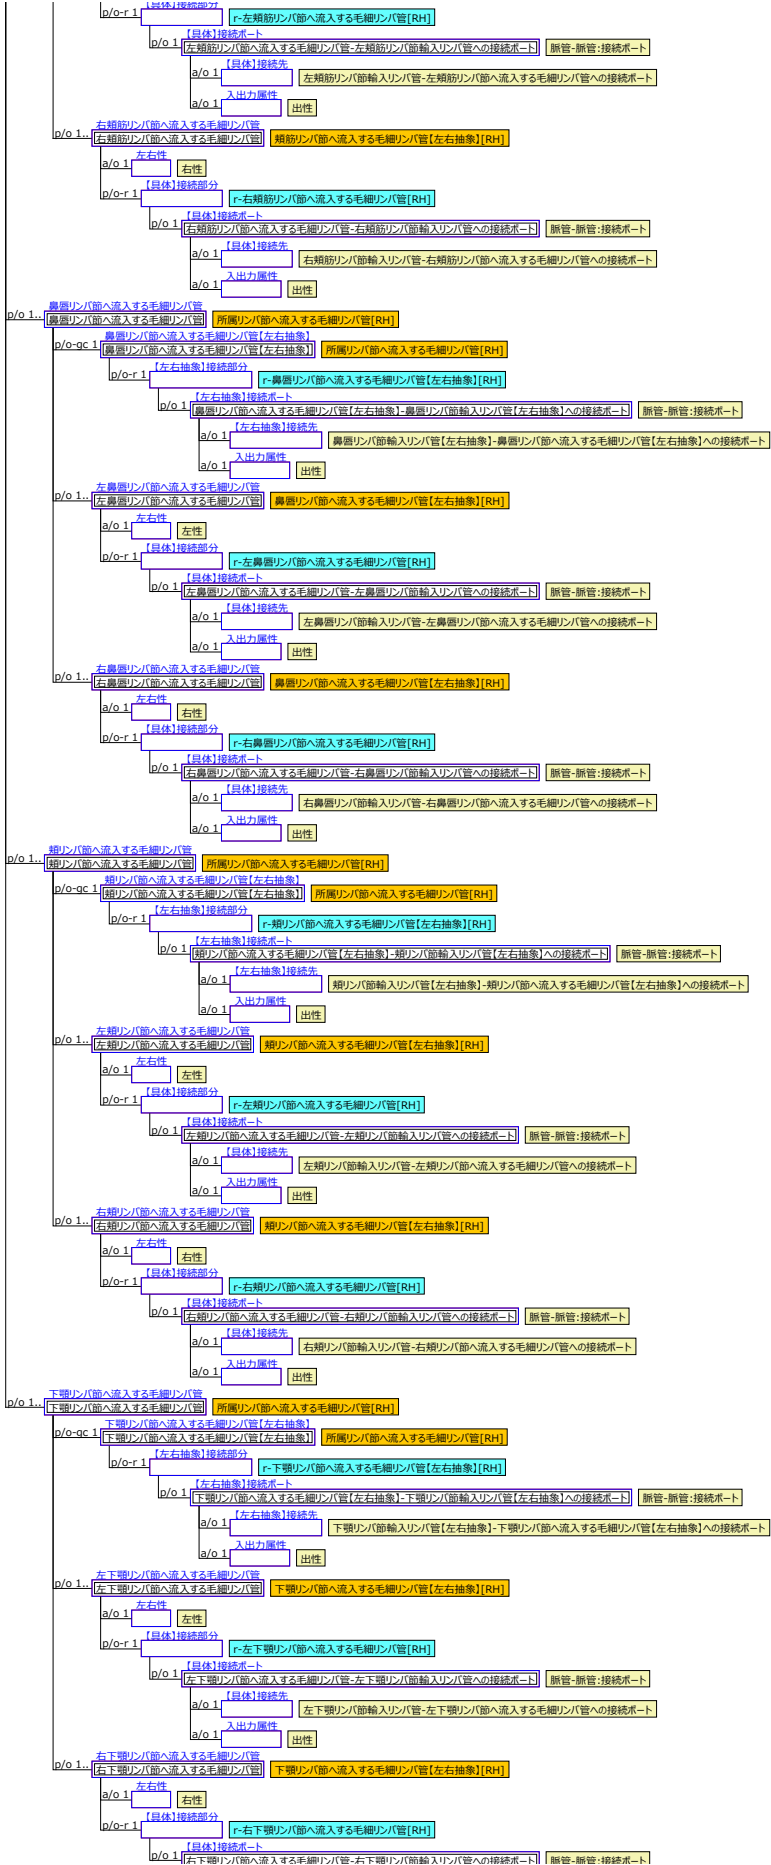 【具体】接続部分
p/o-r 1 r-左頬筋リンパ節へ流入する毛細リンパ管[RH]
【具体】接続ポート
p/o 1 左頬筋リンパ節へ流入する毛細リンパ管-左頬筋リンパ節輸入リンパ管への接続ポート 脈管-脈管:接続ポート
【具体】接続先
a/o 1 左頬筋リンパ節輸入リンパ管-左頬筋リンパ節へ流入する毛細リンパ管への接続ポート
入出力属性
a/o 1 出性
右頬筋リンパ節へ流入する毛細リンパ管
p/o 1.. 右頬筋リンパ節へ流入する毛細リンパ管 頬筋リンパ節へ流入する毛細リンパ管【左右抽象】[RH]
左右性
a/o 1 右性
【具体】接続部分
p/o-r 1 r-右頬筋リンパ節へ流入する毛細リンパ管[RH]
【具体】接続ポート
p/o 1 右頬筋リンパ節へ流入する毛細リンパ管-右頬筋リンパ節輸入リンパ管への接続ポート 脈管-脈管:接続ポート
【具体】接続先
a/o 1 右頬筋リンパ節輸入リンパ管-右頬筋リンパ節へ流入する毛細リンパ管への接続ポート
入出力属性
a/o 1 出性
鼻唇リンパ節へ流入する毛細リンパ管
p/o 1.. 鼻唇リンパ節へ流入する毛細リンパ管 所属リンパ節へ流入する毛細リンパ管[RH]
鼻唇リンパ節へ流入する毛細リンパ管【左右抽象】
p/o-gc 1 鼻唇リンパ節へ流入する毛細リンパ管【左右抽象】 所属リンパ節へ流入する毛細リンパ管[RH]
【左右抽象】接続部分
p/o-r 1 r-鼻唇リンパ節へ流入する毛細リンパ管【左右抽象】[RH]
【左右抽象】接続ポート
p/o 1 鼻唇リンパ節へ流入する毛細リンパ管【左右抽象】-鼻唇リンパ節輸入リンパ管【左右抽象】への接続ポート 脈管-脈管:接続ポート
【左右抽象】接続先
a/o 1 鼻唇リンパ節輸入リンパ管【左右抽象】-鼻唇リンパ節へ流入する毛細リンパ管【左右抽象】への接続ポート
入出力属性
a/o 1 出性
左鼻唇リンパ節へ流入する毛細リンパ管
p/o 1.. 左鼻唇リンパ節へ流入する毛細リンパ管 鼻唇リンパ節へ流入する毛細リンパ管【左右抽象】[RH]
左右性
a/o 1 左性
【具体】接続部分
p/o-r 1 r-左鼻唇リンパ節へ流入する毛細リンパ管[RH]
【具体】接続ポート
p/o 1 左鼻唇リンパ節へ流入する毛細リンパ管-左鼻唇リンパ節輸入リンパ管への接続ポート 脈管-脈管:接続ポート
【具体】接続先
a/o 1 左鼻唇リンパ節輸入リンパ管-左鼻唇リンパ節へ流入する毛細リンパ管への接続ポート
入出力属性
a/o 1 出性
右鼻唇リンパ節へ流入する毛細リンパ管
p/o 1.. 右鼻唇リンパ節へ流入する毛細リンパ管 鼻唇リンパ節へ流入する毛細リンパ管【左右抽象】[RH]
左右性
a/o 1 右性
【具体】接続部分
p/o-r 1 r-右鼻唇リンパ節へ流入する毛細リンパ管[RH]
【具体】接続ポート
p/o 1 右鼻唇リンパ節へ流入する毛細リンパ管-右鼻唇リンパ節輸入リンパ管への接続ポート 脈管-脈管:接続ポート
【具体】接続先
a/o 1 右鼻唇リンパ節輸入リンパ管-右鼻唇リンパ節へ流入する毛細リンパ管への接続ポート
入出力属性
a/o 1 出性
頬リンパ節へ流入する毛細リンパ管
p/o 1.. 頬リンパ節へ流入する毛細リンパ管 所属リンパ節へ流入する毛細リンパ管[RH]
頬リンパ節へ流入する毛細リンパ管【左右抽象】
p/o-gc 1 頬リンパ節へ流入する毛細リンパ管【左右抽象】 所属リンパ節へ流入する毛細リンパ管[RH]
【左右抽象】接続部分
p/o-r 1 r-頬リンパ節へ流入する毛細リンパ管【左右抽象】[RH]
【左右抽象】接続ポート
p/o 1 頬リンパ節へ流入する毛細リンパ管【左右抽象】-頬リンパ節輸入リンパ管【左右抽象】への接続ポート 脈管-脈管:接続ポート
【左右抽象】接続先
a/o 1 頬リンパ節輸入リンパ管【左右抽象】-頬リンパ節へ流入する毛細リンパ管【左右抽象】への接続ポート
入出力属性
a/o 1 出性
左頬リンパ節へ流入する毛細リンパ管
p/o 1.. 左頬リンパ節へ流入する毛細リンパ管 頬リンパ節へ流入する毛細リンパ管【左右抽象】[RH]
左右性
a/o 1 左性
【具体】接続部分
p/o-r 1 r-左頬リンパ節へ流入する毛細リンパ管[RH]
【具体】接続ポート
p/o 1 左頬リンパ節へ流入する毛細リンパ管-左頬リンパ節輸入リンパ管への接続ポート 脈管-脈管:接続ポート
【具体】接続先
a/o 1 左頬リンパ節輸入リンパ管-左頬リンパ節へ流入する毛細リンパ管への接続ポート
入出力属性
a/o 1 出性
右頬リンパ節へ流入する毛細リンパ管
p/o 1.. 右頬リンパ節へ流入する毛細リンパ管 頬リンパ節へ流入する毛細リンパ管【左右抽象】[RH]
左右性
a/o 1 右性
【具体】接続部分
p/o-r 1 r-右頬リンパ節へ流入する毛細リンパ管[RH]
【具体】接続ポート
p/o 1 右頬リンパ節へ流入する毛細リンパ管-右頬リンパ節輸入リンパ管への接続ポート 脈管-脈管:接続ポート
【具体】接続先
a/o 1 右頬リンパ節輸入リンパ管-右頬リンパ節へ流入する毛細リンパ管への接続ポート
入出力属性
a/o 1 出性
下顎リンパ節へ流入する毛細リンパ管
p/o 1.. 下顎リンパ節へ流入する毛細リンパ管 所属リンパ節へ流入する毛細リンパ管[RH]
下顎リンパ節へ流入する毛細リンパ管【左右抽象】
p/o-gc 1 下顎リンパ節へ流入する毛細リンパ管【左右抽象】 所属リンパ節へ流入する毛細リンパ管[RH]
【左右抽象】接続部分
p/o-r 1 r-下顎リンパ節へ流入する毛細リンパ管【左右抽象】[RH]
【左右抽象】接続ポート
p/o 1 下顎リンパ節へ流入する毛細リンパ管【左右抽象】-下顎リンパ節輸入リンパ管【左右抽象】への接続ポート 脈管-脈管:接続ポート
【左右抽象】接続先
a/o 1 下顎リンパ節輸入リンパ管【左右抽象】-下顎リンパ節へ流入する毛細リンパ管【左右抽象】への接続ポート
入出力属性
a/o 1 出性
左下顎リンパ節へ流入する毛細リンパ管
p/o 1.. 左下顎リンパ節へ流入する毛細リンパ管 下顎リンパ節へ流入する毛細リンパ管【左右抽象】[RH]
左右性
a/o 1 左性
【具体】接続部分
p/o-r 1 r-左下顎リンパ節へ流入する毛細リンパ管[RH]
【具体】接続ポート
p/o 1 左下顎リンパ節へ流入する毛細リンパ管-左下顎リンパ節輸入リンパ管への接続ポート 脈管-脈管:接続ポート
【具体】接続先
a/o 1 左下顎リンパ節輸入リンパ管-左下顎リンパ節へ流入する毛細リンパ管への接続ポート
入出力属性
a/o 1 出性
右下顎リンパ節へ流入する毛細リンパ管
p/o 1.. 右下顎リンパ節へ流入する毛細リンパ管 下顎リンパ節へ流入する毛細リンパ管【左右抽象】[RH]
左右性
a/o 1 右性
【具体】接続部分
p/o-r 1 r-右下顎リンパ節へ流入する毛細リンパ管[RH]
【具体】接続ポート
p/o 1 右下顎リンパ節へ流入する毛細リンパ管-右下顎リンパ節輸入リンパ管への接続ポート 脈管-脈管:接続ポート